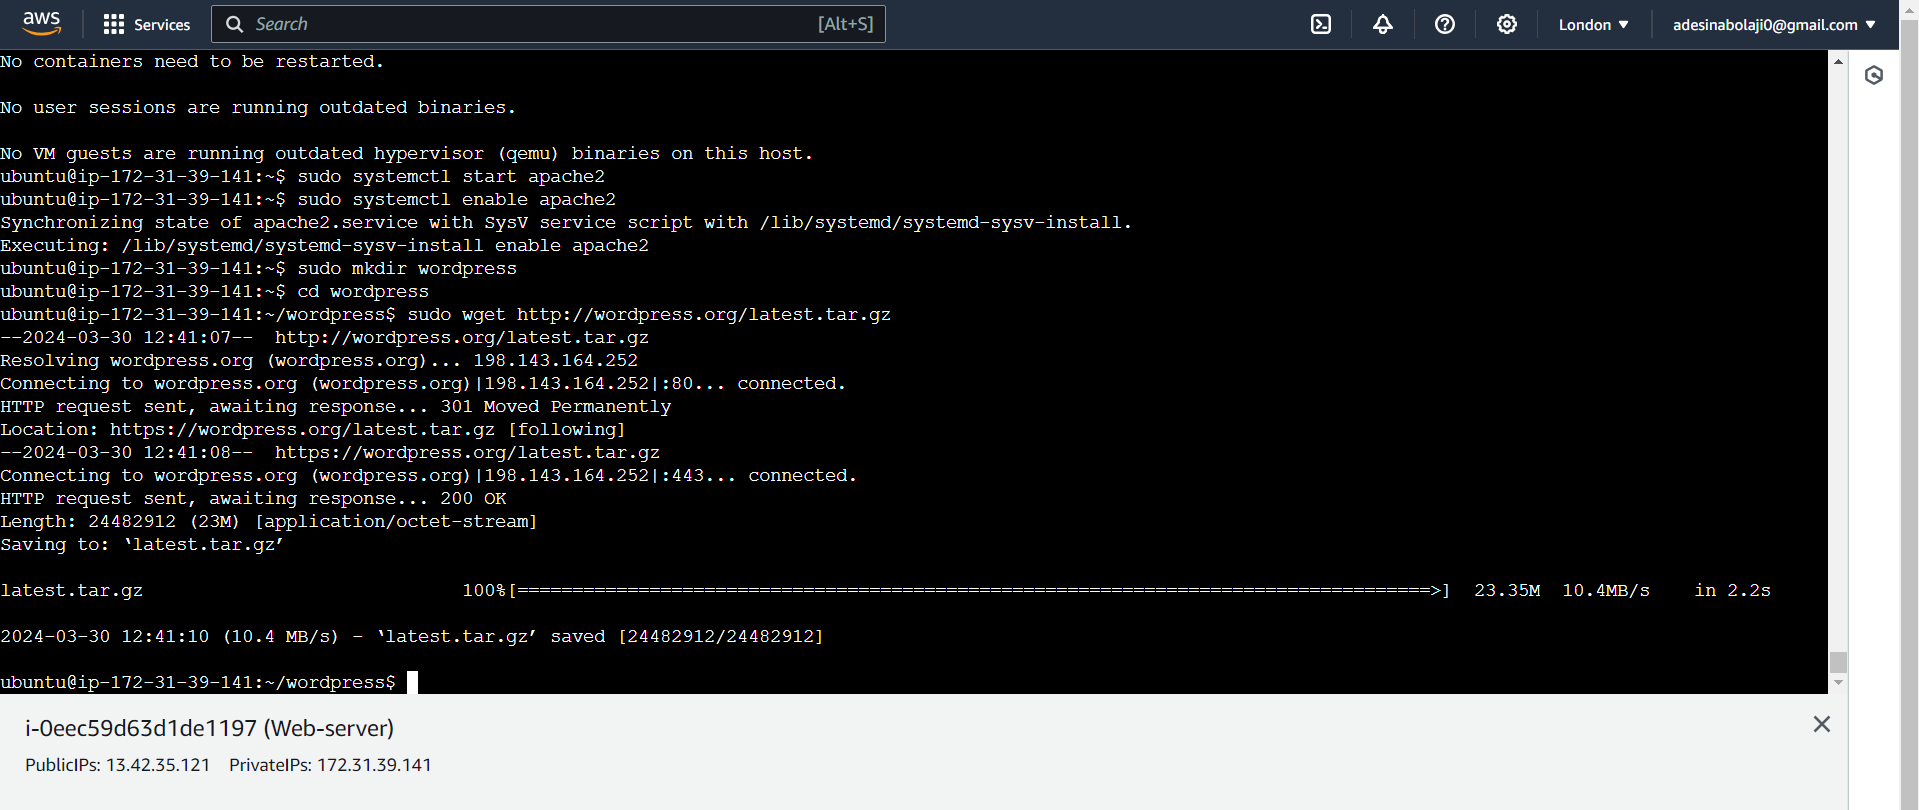 aws
Services
Search
[Alt+S]
London
adesinabolaji0@gmail.com
No containers need to be restarted.
No user sessions are running outdated binaries.
No VM guests are running outdated hypervisor (qemu) binaries on this host.
ubuntu@ip-172-31-39-141:~$ sudo systemctl start apache2
ubuntu@ip-172-31-39-141:~$ sudo systemctl enable apache2
Synchronizing state of apache2.service with SysV service script with /lib/systemd/systemd-sysv-install.
Executing: /lib/systemd/systemd-sysv-install enable apache2
ubuntu@ip-172-31-39-141:~$ sudo mkdir wordpress
ubuntu@ip-172-31-39-141:~$ cd wordpress
ubuntu@ip-172-31-39-141:~/wordpress$ sudo wget http://wordpress.org/latest.tar.gz
--2024-03-30 12:41:07--  http://wordpress.org/latest.tar.gz
Resolving wordpress.org (wordpress.org)... 198.143.164.252
Connecting to wordpress.org (wordpress.org)|198.143.164.252|:80... connected.
HTTP request sent, awaiting response... 301 Moved Permanently
Location: https://wordpress.org/latest.tar.gz [following]
--2024-03-30 12:41:08--  https://wordpress.org/latest.tar.gz
Connecting to wordpress.org (wordpress.org)|198.143.164.252|:443... connected.
HTTP request sent, awaiting response... 200 OK
Length: 24482912 (23M) [application/octet-stream]
Saving to: ‘latest.tar.gz’
latest.tar.gz 100%[===================================================================================>] 23.35M 10.4MB/s in 2.2s
2024-03-30 12:41:10 (10.4 MB/s) - ‘latest.tar.gz’ saved [24482912/24482912]
ubuntu@ip-172-31-39-141:~/wordpress$
i-0eec59d63d1de1197 (Web-server)
PublicIPs: 13.42.35.121 PrivateIPs: 172.31.39.141